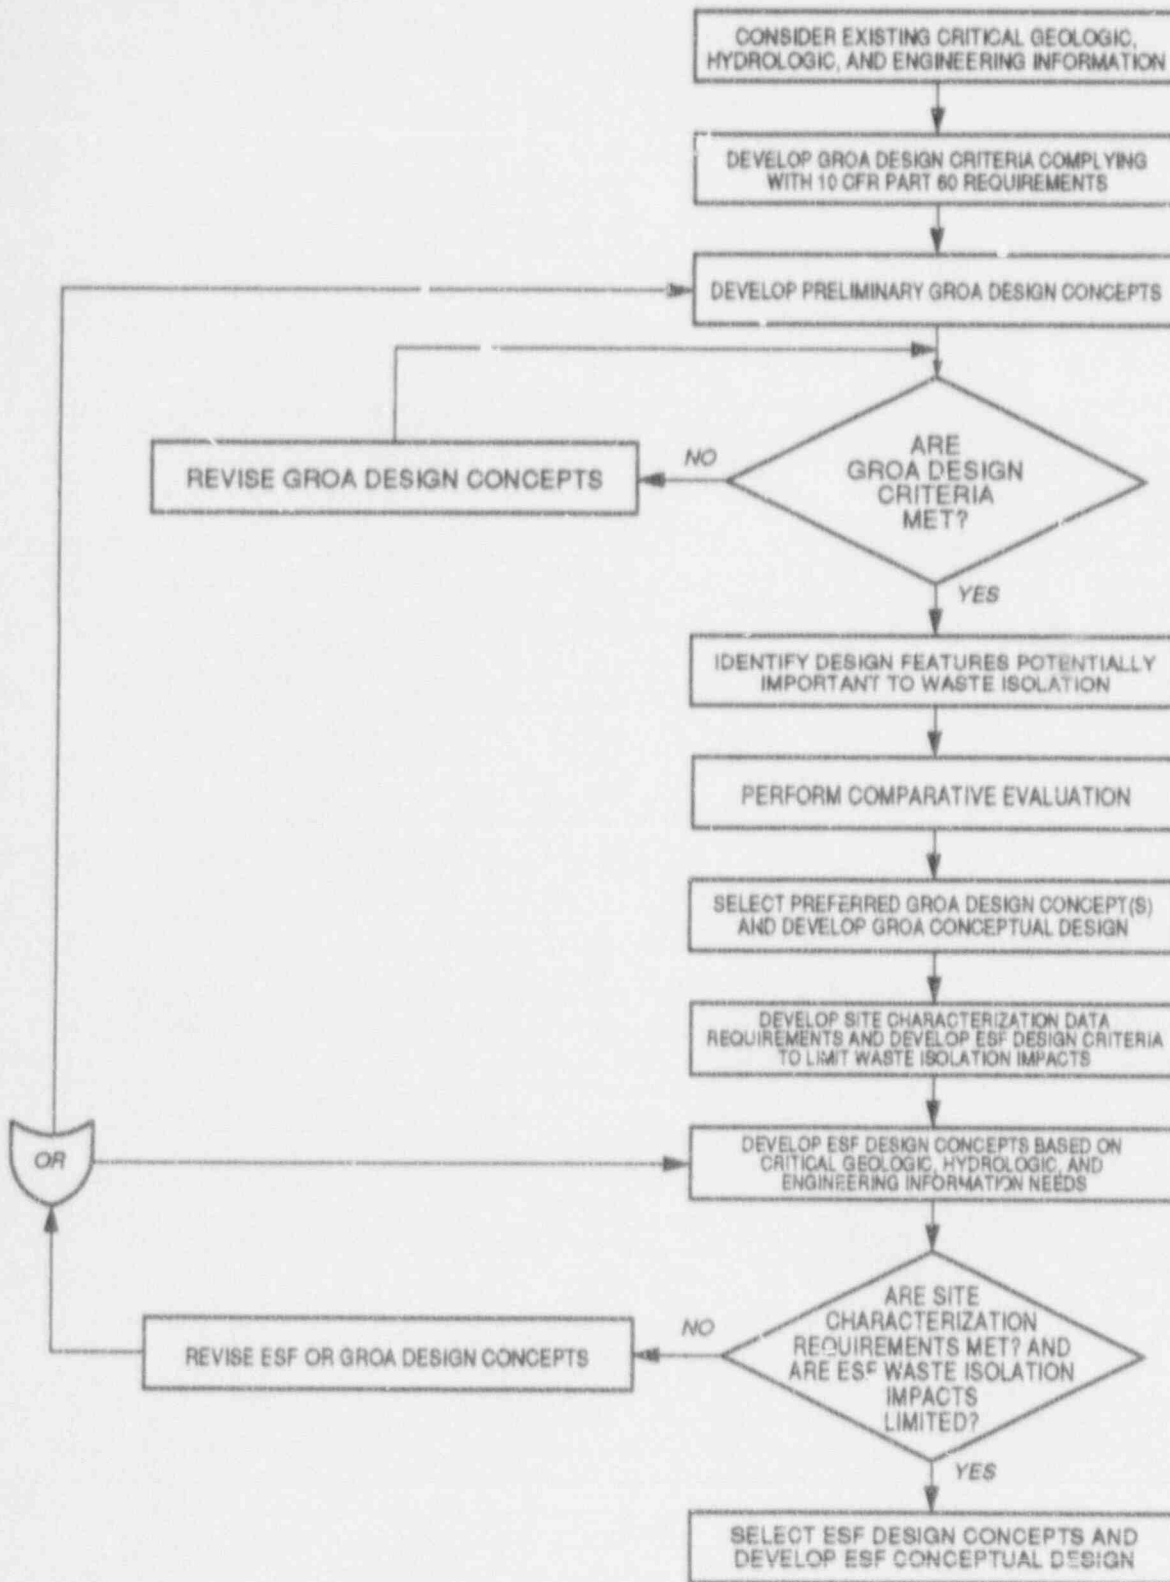 CONSIDER EXISTING CRITICAL GEOLOGIC,
HYDROLOGIC, AND ENGINEERING INFORMATION
DEVELOP GROA DESIGN CRITERIA COMPLYING
WITH 10 CFR PART 60 REQUIREMENTS
DEVELOP PRELIMINARY GROA DESIGN CONCEPTS
ARE
GROA DESIGN
CRITERIA
MET?
NO
REVISE GROA DESIGN CONCEPTS
YES
IDENTIFY DESIGN FEATURES POTENTIALLY
IMPORTANT TO WASTE ISOLATION
PERFORM COMPARATIVE EVALUATION
SELECT PREFERRED GROA DESIGN CONCEPT(S)
AND DEVELOP GROA CONCEPTUAL DESIGN
DEVELOP SITE CHARACTERIZATION DATA
REQUIREMENTS AND DEVELOP ESF DESIGN CRITERIA
TO LIMIT WASTE ISOLATION IMPACTS
OR
DEVELOP ESF DESIGN CONCEPTS BASED ON
CRITICAL GEOLOGIC, HYDROLOGIC, AND
ENGINEERING INFORMATION NEEDS
ARE SITE
CHARACTERIZATION
REQUIREMENTS MET? AND
ARE ESF WASTE ISOLATION
IMPACTS
LIMITED?
NO
REVISE ESF OR GROA DESIGN CONCEPTS
YES
SELECT ESF DESIGN CONCEPTS AND
DEVELOP ESF CONCEPTUAL DESIGN